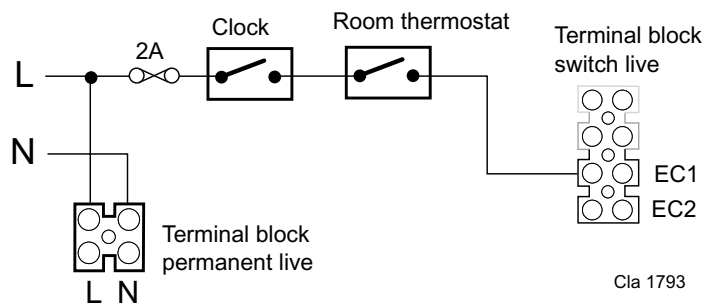 Clock
Room thermostat
Terminal block
switch live
2A
L
N
EC1
EC2
Terminal block
permanent live
L N
Cla 1793